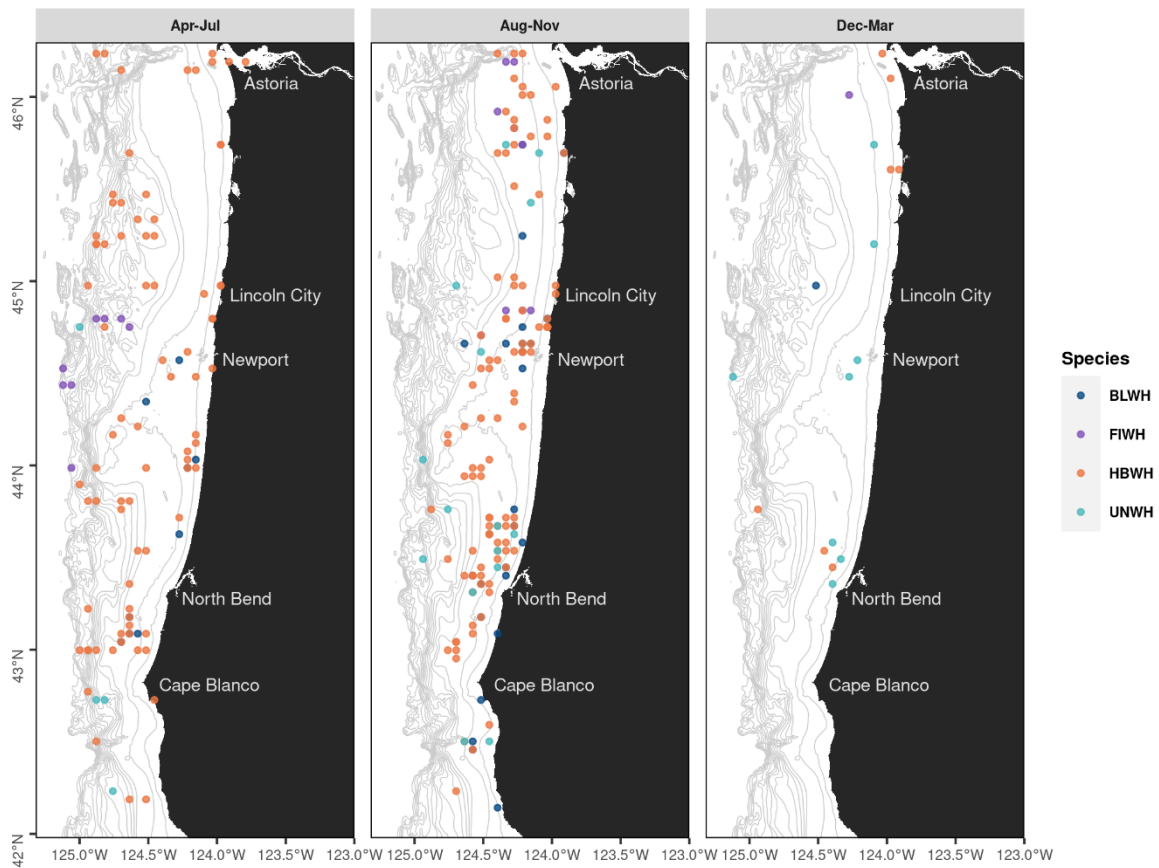 Apr-Jul
Aug-Nov
Dec-Mar
46°N
45°N
44°N
43°N
42°N
Astoria
Lincoln City
Newport
North Bend
Cape Blanco
Astoria
Lincoln City
Newport
North Bend
Cape Blanco
Astoria
Lincoln City
Newport
North Bend
Cape Blanco
125.0°W 124.5°W 124.0°W 123.5°W 123.0°W
125.0°W 124.5°W 124.0°W 123.5°W 123.0°W
125.0°W 124.5°W 124.0°W 123.5°W 123.0°W
Species
BLWH
FIWH
HBWH
UNWH